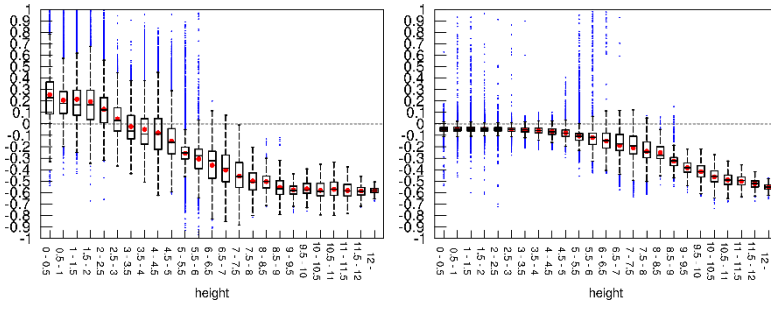 1
0.9
0.8
0.7
0.6
0.5
0.4
0.3
0.2
0.1
0
-0.1
-0.2
-0.3
-0.4
-0.5
-0.6
-0.7
-0.8
-0.9
-1
0 - 0.5
0.5 - 1
1 - 1.5
1.5 - 2
2 - 2.5
2.5 - 3
3 - 3.5
3.5 - 4
4 - 4.5
4.5 - 5
5 - 5.5
5.5 - 6
6 - 6.5
6.5 - 7
7 - 7.5
7.5 - 8
8 - 8.5
8.5 - 9
9 - 9.5
9.5 - 10
10 - 10.5
10.5 - 11
11 - 11.5
11.5 - 12
12 -
height
1
0.9
0.8
0.7
0.6
0.5
0.4
0.3
0.2
0.1
0
-0.1
-0.2
-0.3
-0.4
-0.5
-0.6
-0.7
-0.8
-0.9
-1
0 - 0.5
0.5 - 1
1 - 1.5
1.5 - 2
2 - 2.5
2.5 - 3
3 - 3.5
3.5 - 4
4 - 4.5
4.5 - 5
5 - 5.5
5.5 - 6
6 - 6.5
6.5 - 7
7 - 7.5
7.5 - 8
8 - 8.5
8.5 - 9
9 - 9.5
9.5 - 10
10 - 10.5
10.5 - 11
11 - 11.5
11.5 - 12
12 -
height